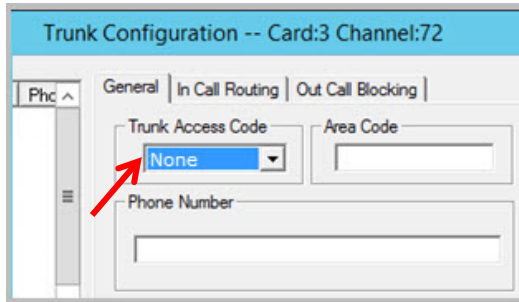 Trunk Configuration -- Card:3 Channel:72
Phc
General In Call Routing Out Call Blocking
Trunk Access Code Area Code
None
Phone Number